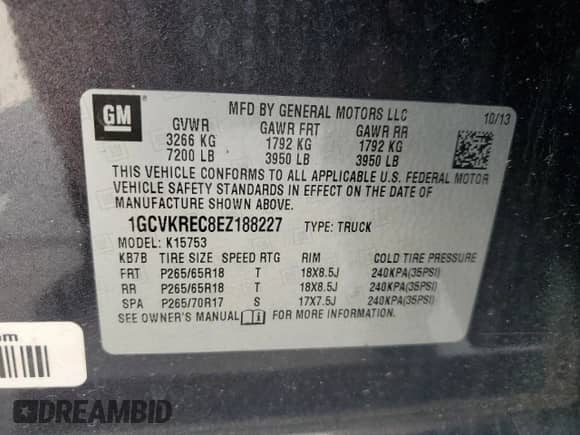 GM
MFD BY GENERAL MOTORS LLC
10/13
GVWR GAWR FRT GAWR RR
3266 KG 1792 KG 1792 KG
7200 LB 3950 LB 3950 LB
THIS VEHICLE CONFORMS TO ALL APPLICABLE U.S. FEDERAL MOTOR
VEHICLE SAFETY STANDARDS IN EFFECT ON THE DATE OF
MANUFACTURE SHOWN ABOVE.
1GCVKREC8EZ188227 TYPE: TRUCK
MODEL: K15753
KB7B TIRE SIZE SPEED RTG RIM COLD TIRE PRESSURE
FRT P265/65R18 T 18X8.5J 240KPA(35PSI)
RR P265/65R18 T 18X8.5J 240KPA(35PSI)
SPA P265/70R17 S 17X7.5J 240KPA(35PSI)
SEE OWNER'S MANUAL FOR MORE INFORMATION.
DREAMBID